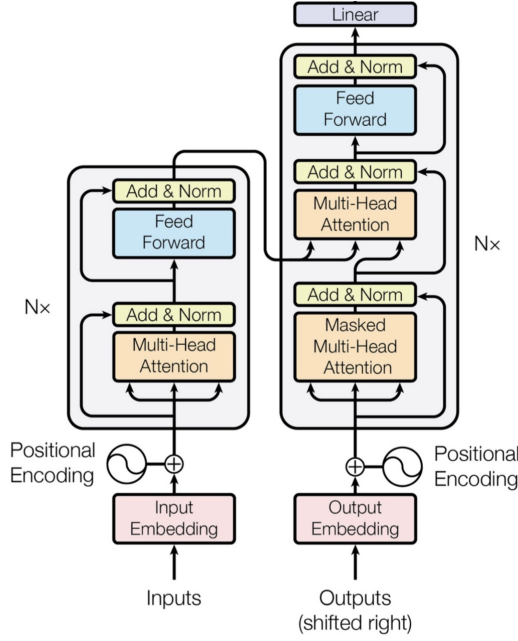 Linear
Add & Norm
Feed
Forward
Add & Norm
Multi-Head
Attention
Nx
Add & Norm
Masked
Multi-Head
Attention
Positional
Encoding
Output
Embedding
Outputs
(shifted right)
Add & Norm
Feed
Forward
Nx
Add & Norm
Multi-Head
Attention
Positional
Encoding
Input
Embedding
Inputs